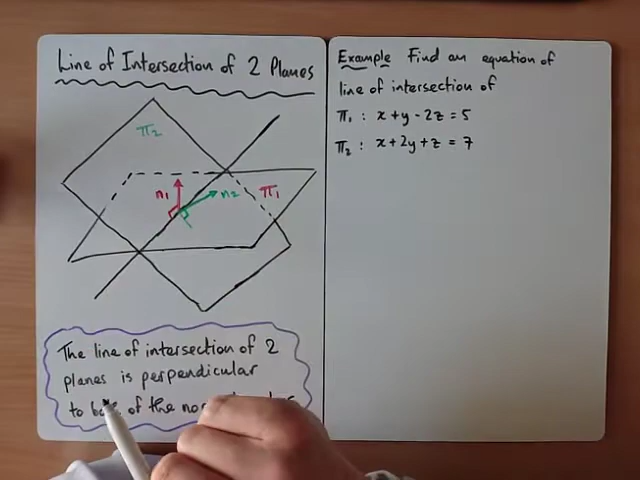 Line of Intersection of 2 Planes
π₂
n₁
n₂
π₁
The line of intersection of 2
planes is perpendicular
to of the
Example Find an equation of
line of intersection of
π₁ : x + y - 2z = 5
π₂ : x + 2y + z = 7